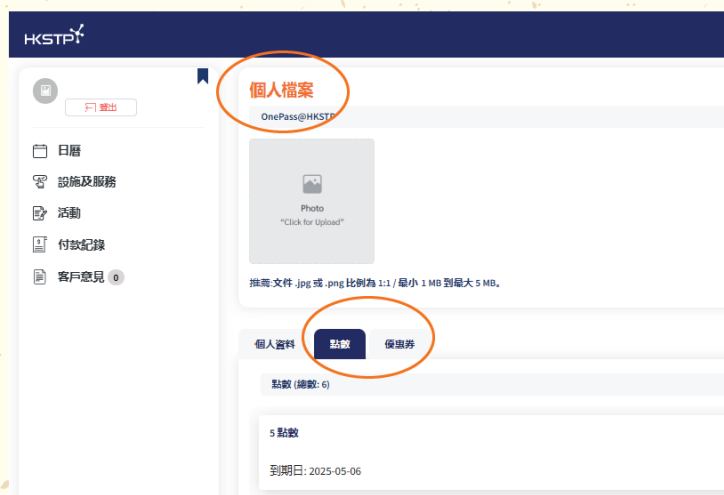 HKSTP
個人檔案
登出
OnePass@HKSTP
日曆
設施及服務
活動
付款記錄
客戶意見 0
Photo
"Click for Upload"
推薦:文件 .jpg 或 .png 比例為 1:1 / 最小 1 MB 到最大 5 MB。
個人資料 點數 優惠券
點數 (總數: 6)
5 點數
到期日: 2025-05-06